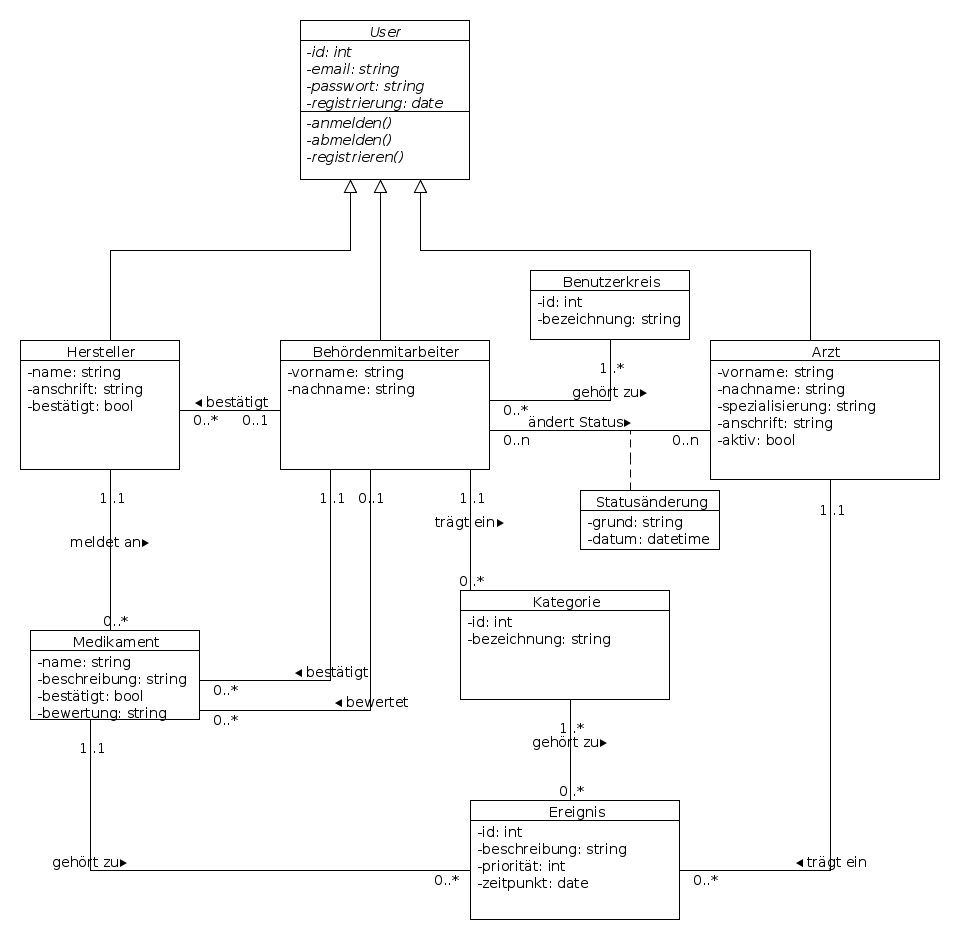 User
-id: int
-email: string
-passwort: string
-registrierung: date
-anmelden()
-abmelden()
-registrieren()
Benutzerkreis
-id: int
-bezeichnung: string
Hersteller
-name: string
-anschrift: string
-bestätigt: bool
Behördenmitarbeiter
-vorname: string
-nachname: string
Arzt
-vorname: string
-nachname: string
-spezialisierung: string
-anschrift: string
-aktiv: bool
◀ bestätigt
0..* 0..1
1..*
gehört zu▶
0..*
ändert Status▶
0..n 0..n
Statusänderung
-grund: string
-datum: datetime
1..1
meldet an▶
0..*
1..1 0..1
1..1
trägt ein▶
0..*
1..1
Medikament
-name: string
-beschreibung: string
-bestätigt: bool
-bewertung: string
◀ bestätigt
0..*
◀ bewertet
0..*
Kategorie
-id: int
-bezeichnung: string
1..1
1..*
gehört zu▶
0..*
Ereignis
-id: int
-beschreibung: string
-priorität: int
-zeitpunkt: date
gehört zu▶
0..*
◀ trägt ein
0..*